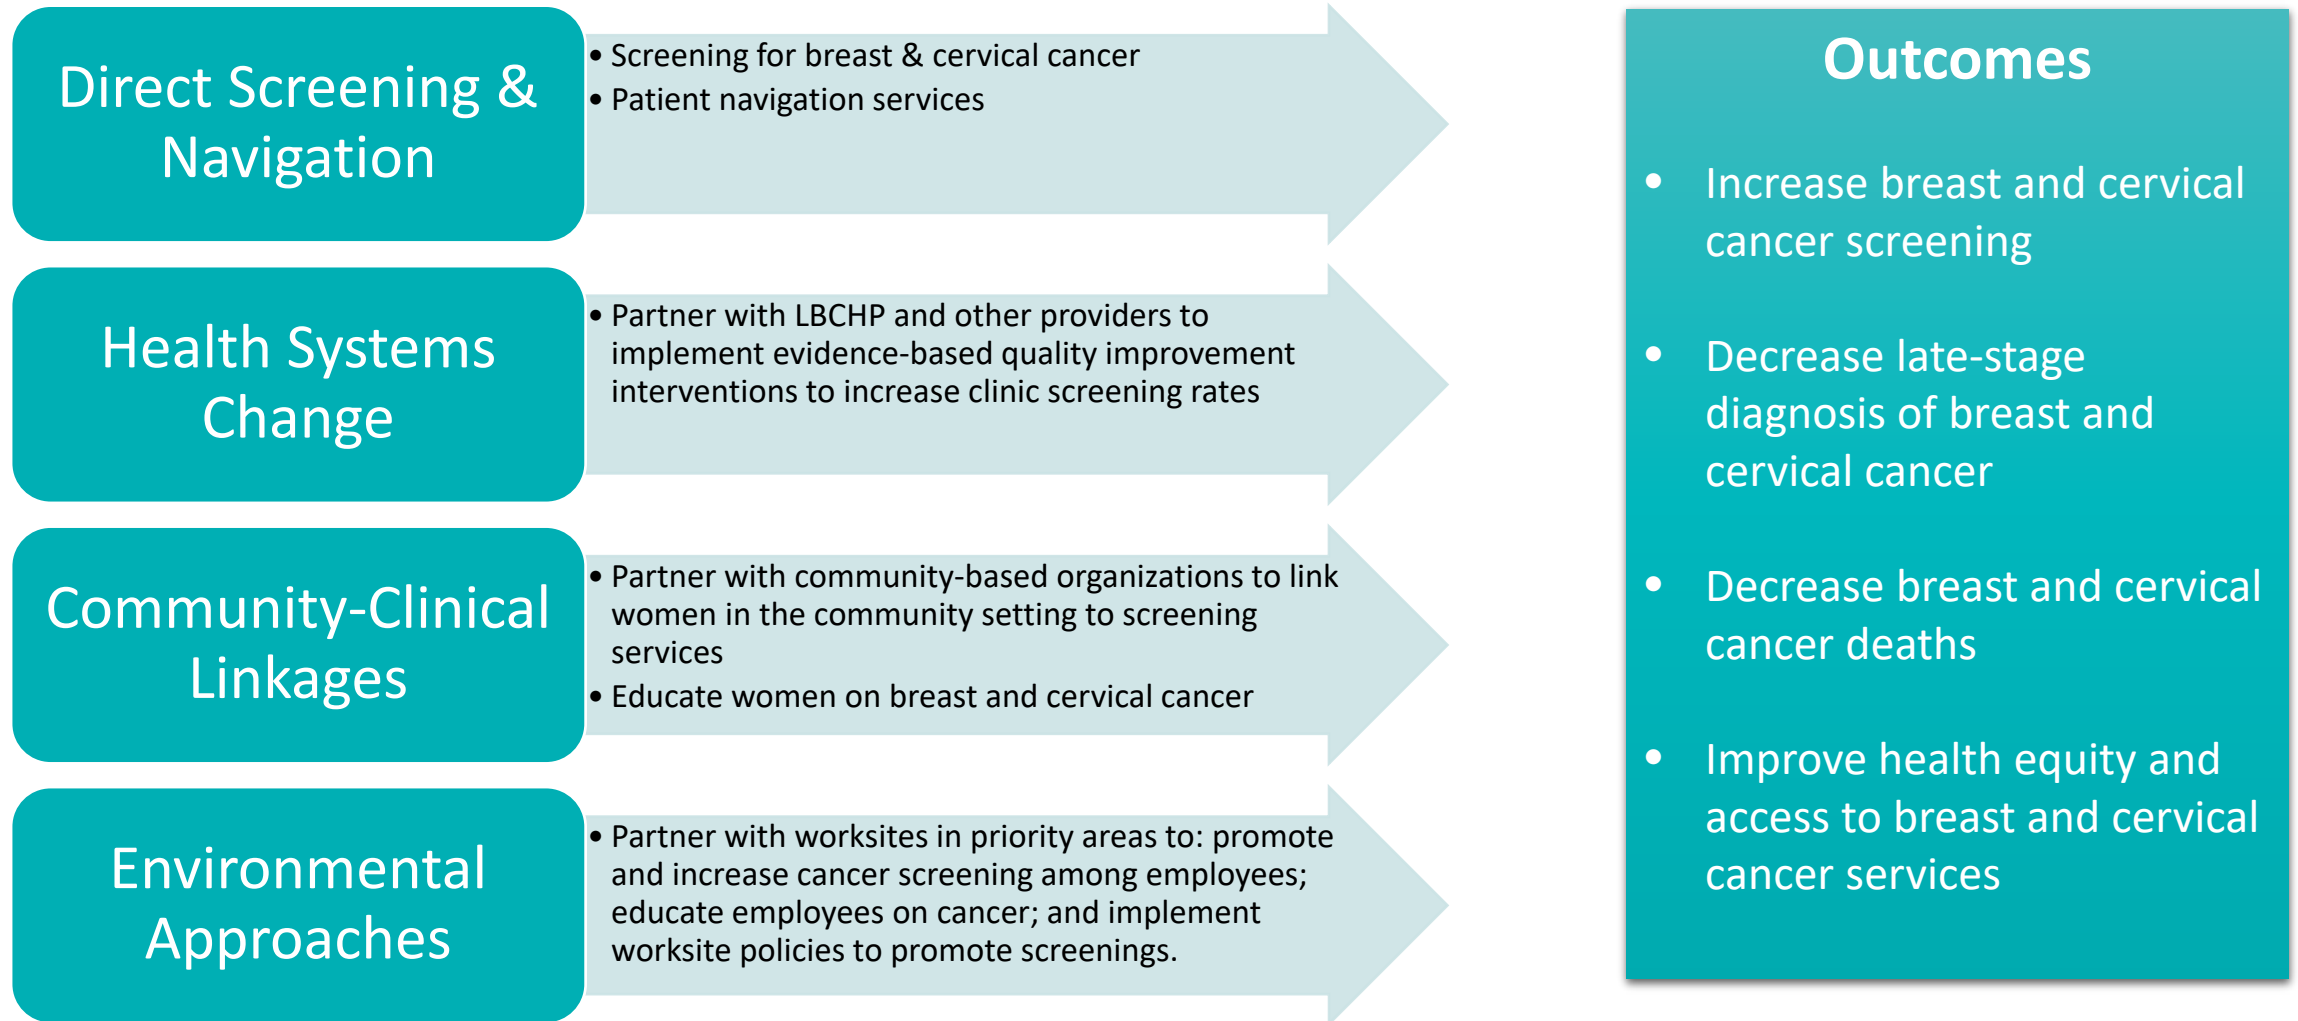 Direct Screening &
Navigation
• Screening for breast & cervical cancer
• Patient navigation services
Health Systems
Change
• Partner with LBCHP and other providers to
implement evidence-based quality improvement
interventions to increase clinic screening rates
Community-Clinical
Linkages
• Partner with community-based organizations to link
women in the community setting to screening
services
• Educate women on breast and cervical cancer
Environmental
Approaches
• Partner with worksites in priority areas to: promote
and increase cancer screening among employees;
educate employees on cancer; and implement
worksite policies to promote screenings.
Outcomes
• Increase breast and cervical
cancer screening
• Decrease late-stage
diagnosis of breast and
cervical cancer
• Decrease breast and cervical
cancer deaths
• Improve health equity and
access to breast and cervical
cancer services